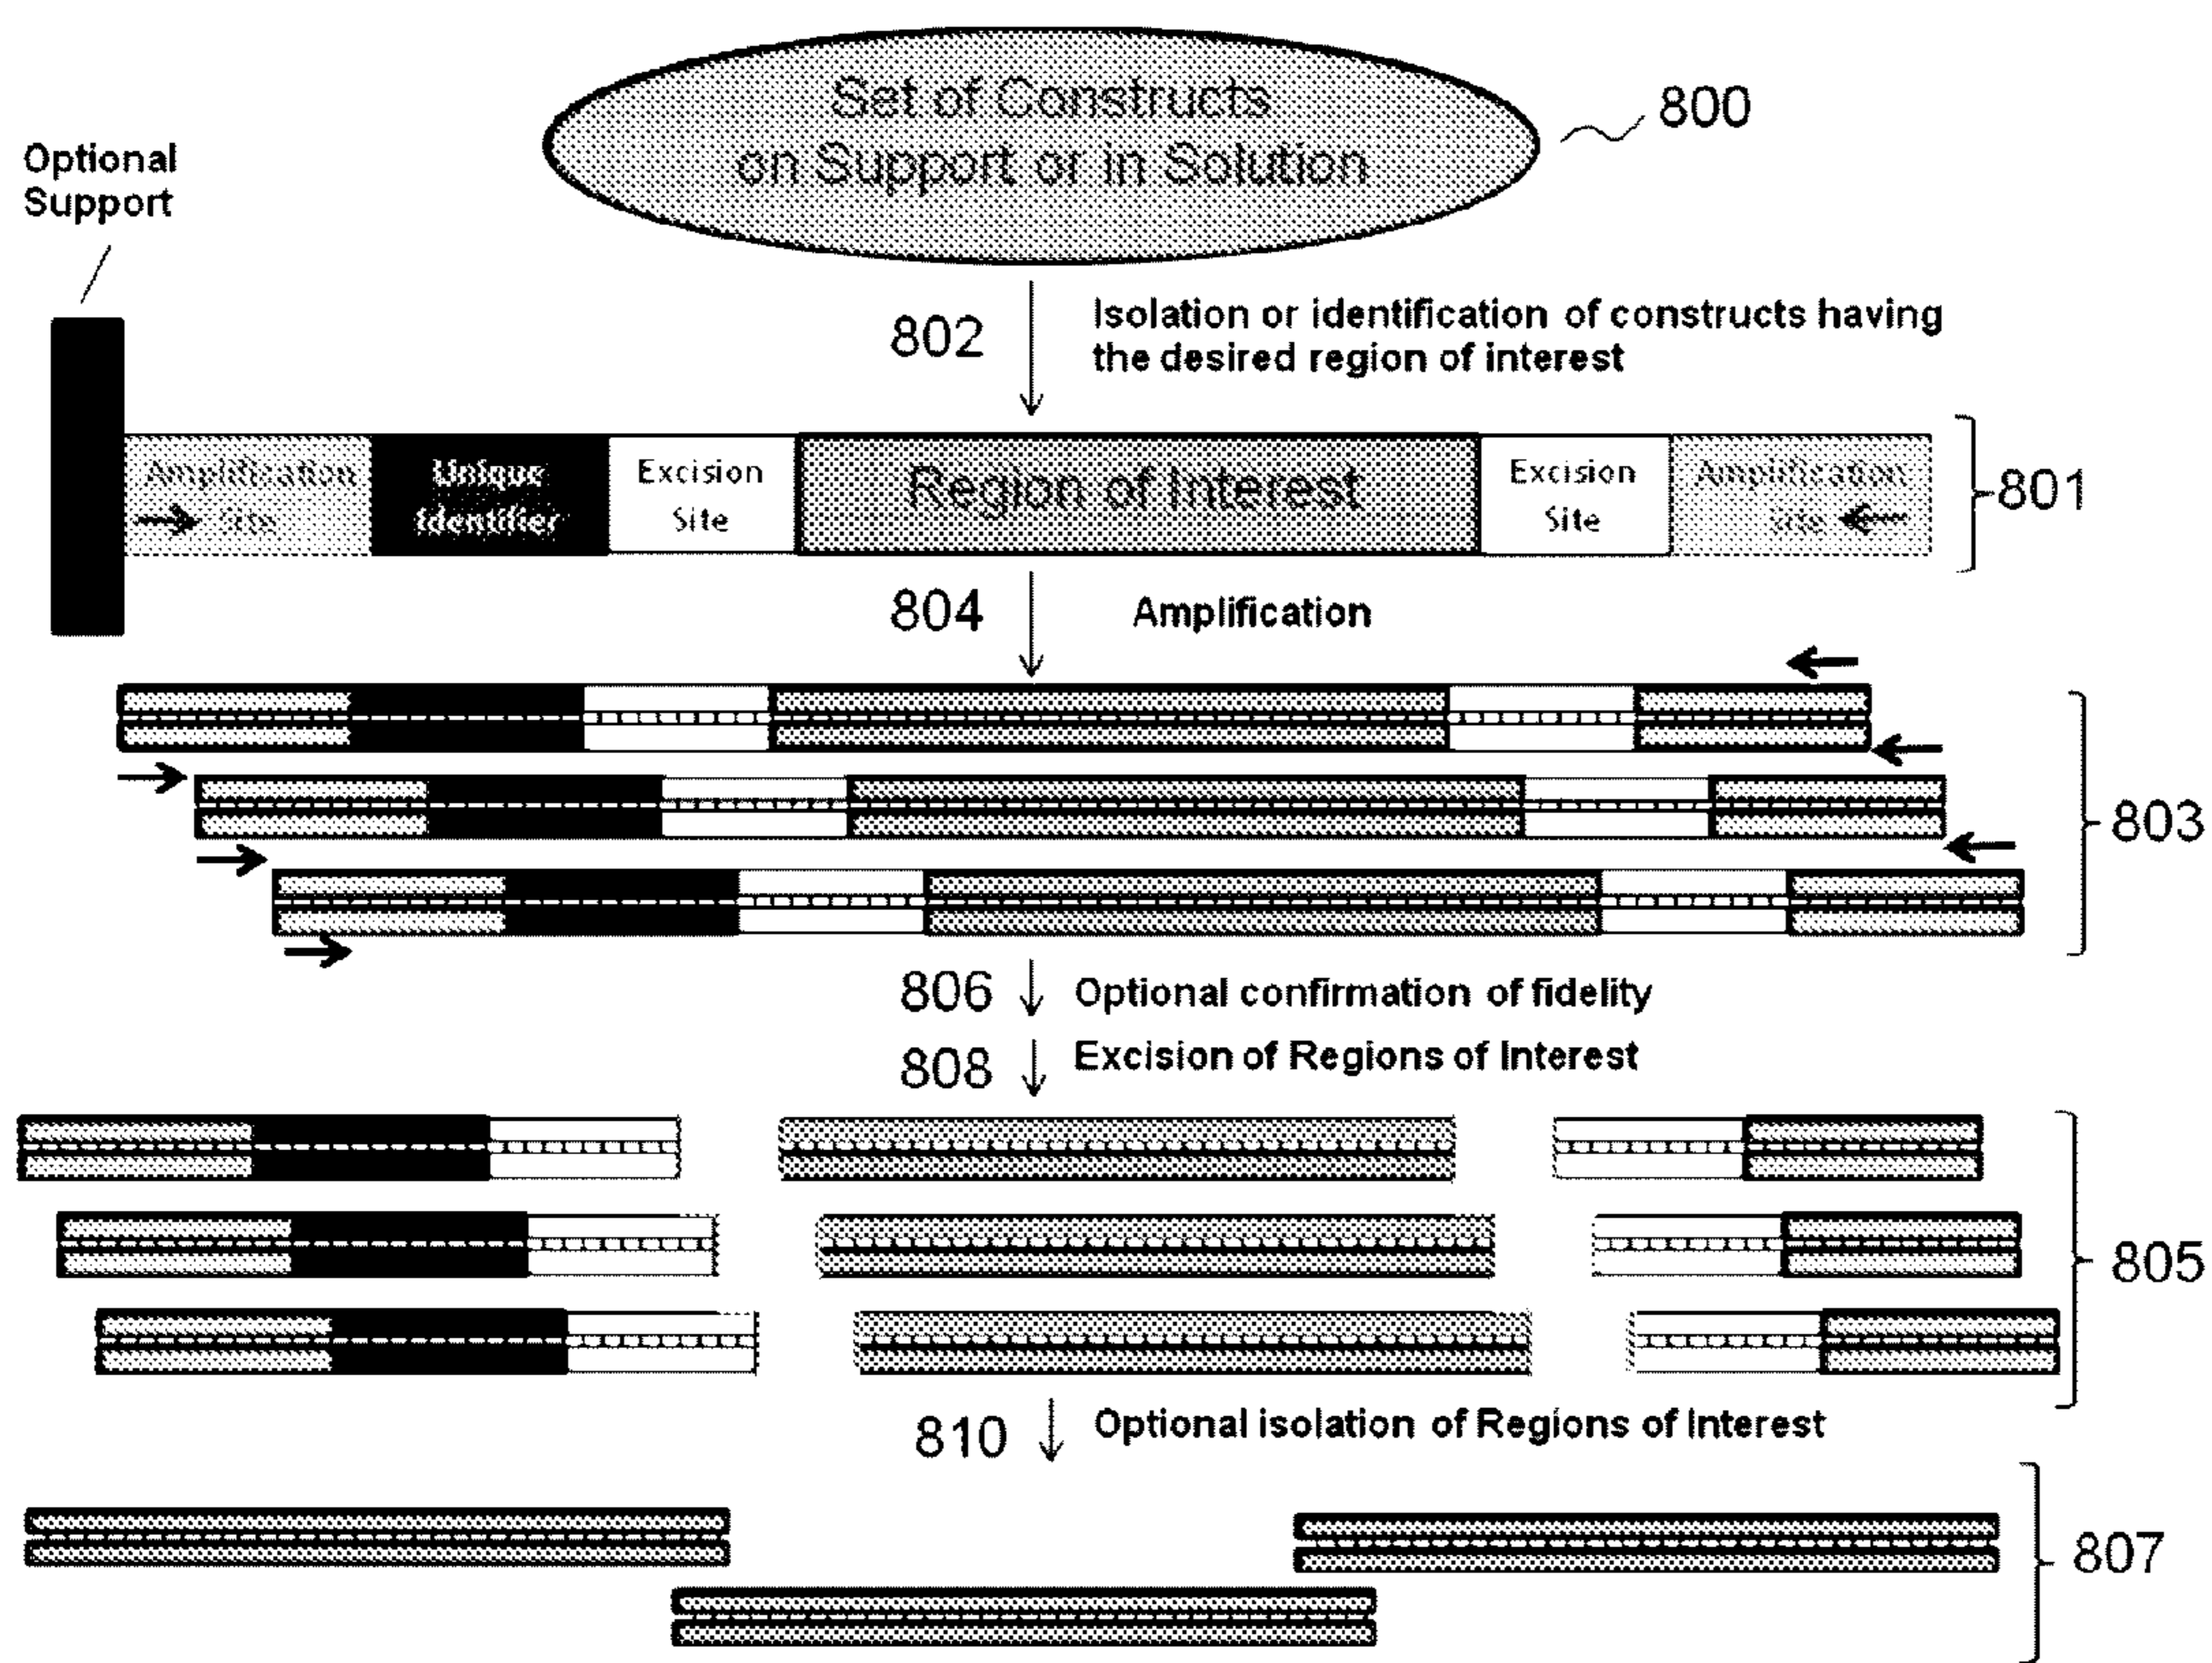 Set of Constructs
on Support or in Solution
800
Optional
Support
802
Isolation or identification of constructs having
the desired region of interest
Amplification
Site
Unique
Identifier
Excision
Site
Region of Interest
Excision
Site
Amplification
site
801
804
Amplification
803
806
Optional confirmation of fidelity
808
Excision of Regions of Interest
805
810
Optional isolation of Regions of Interest
807